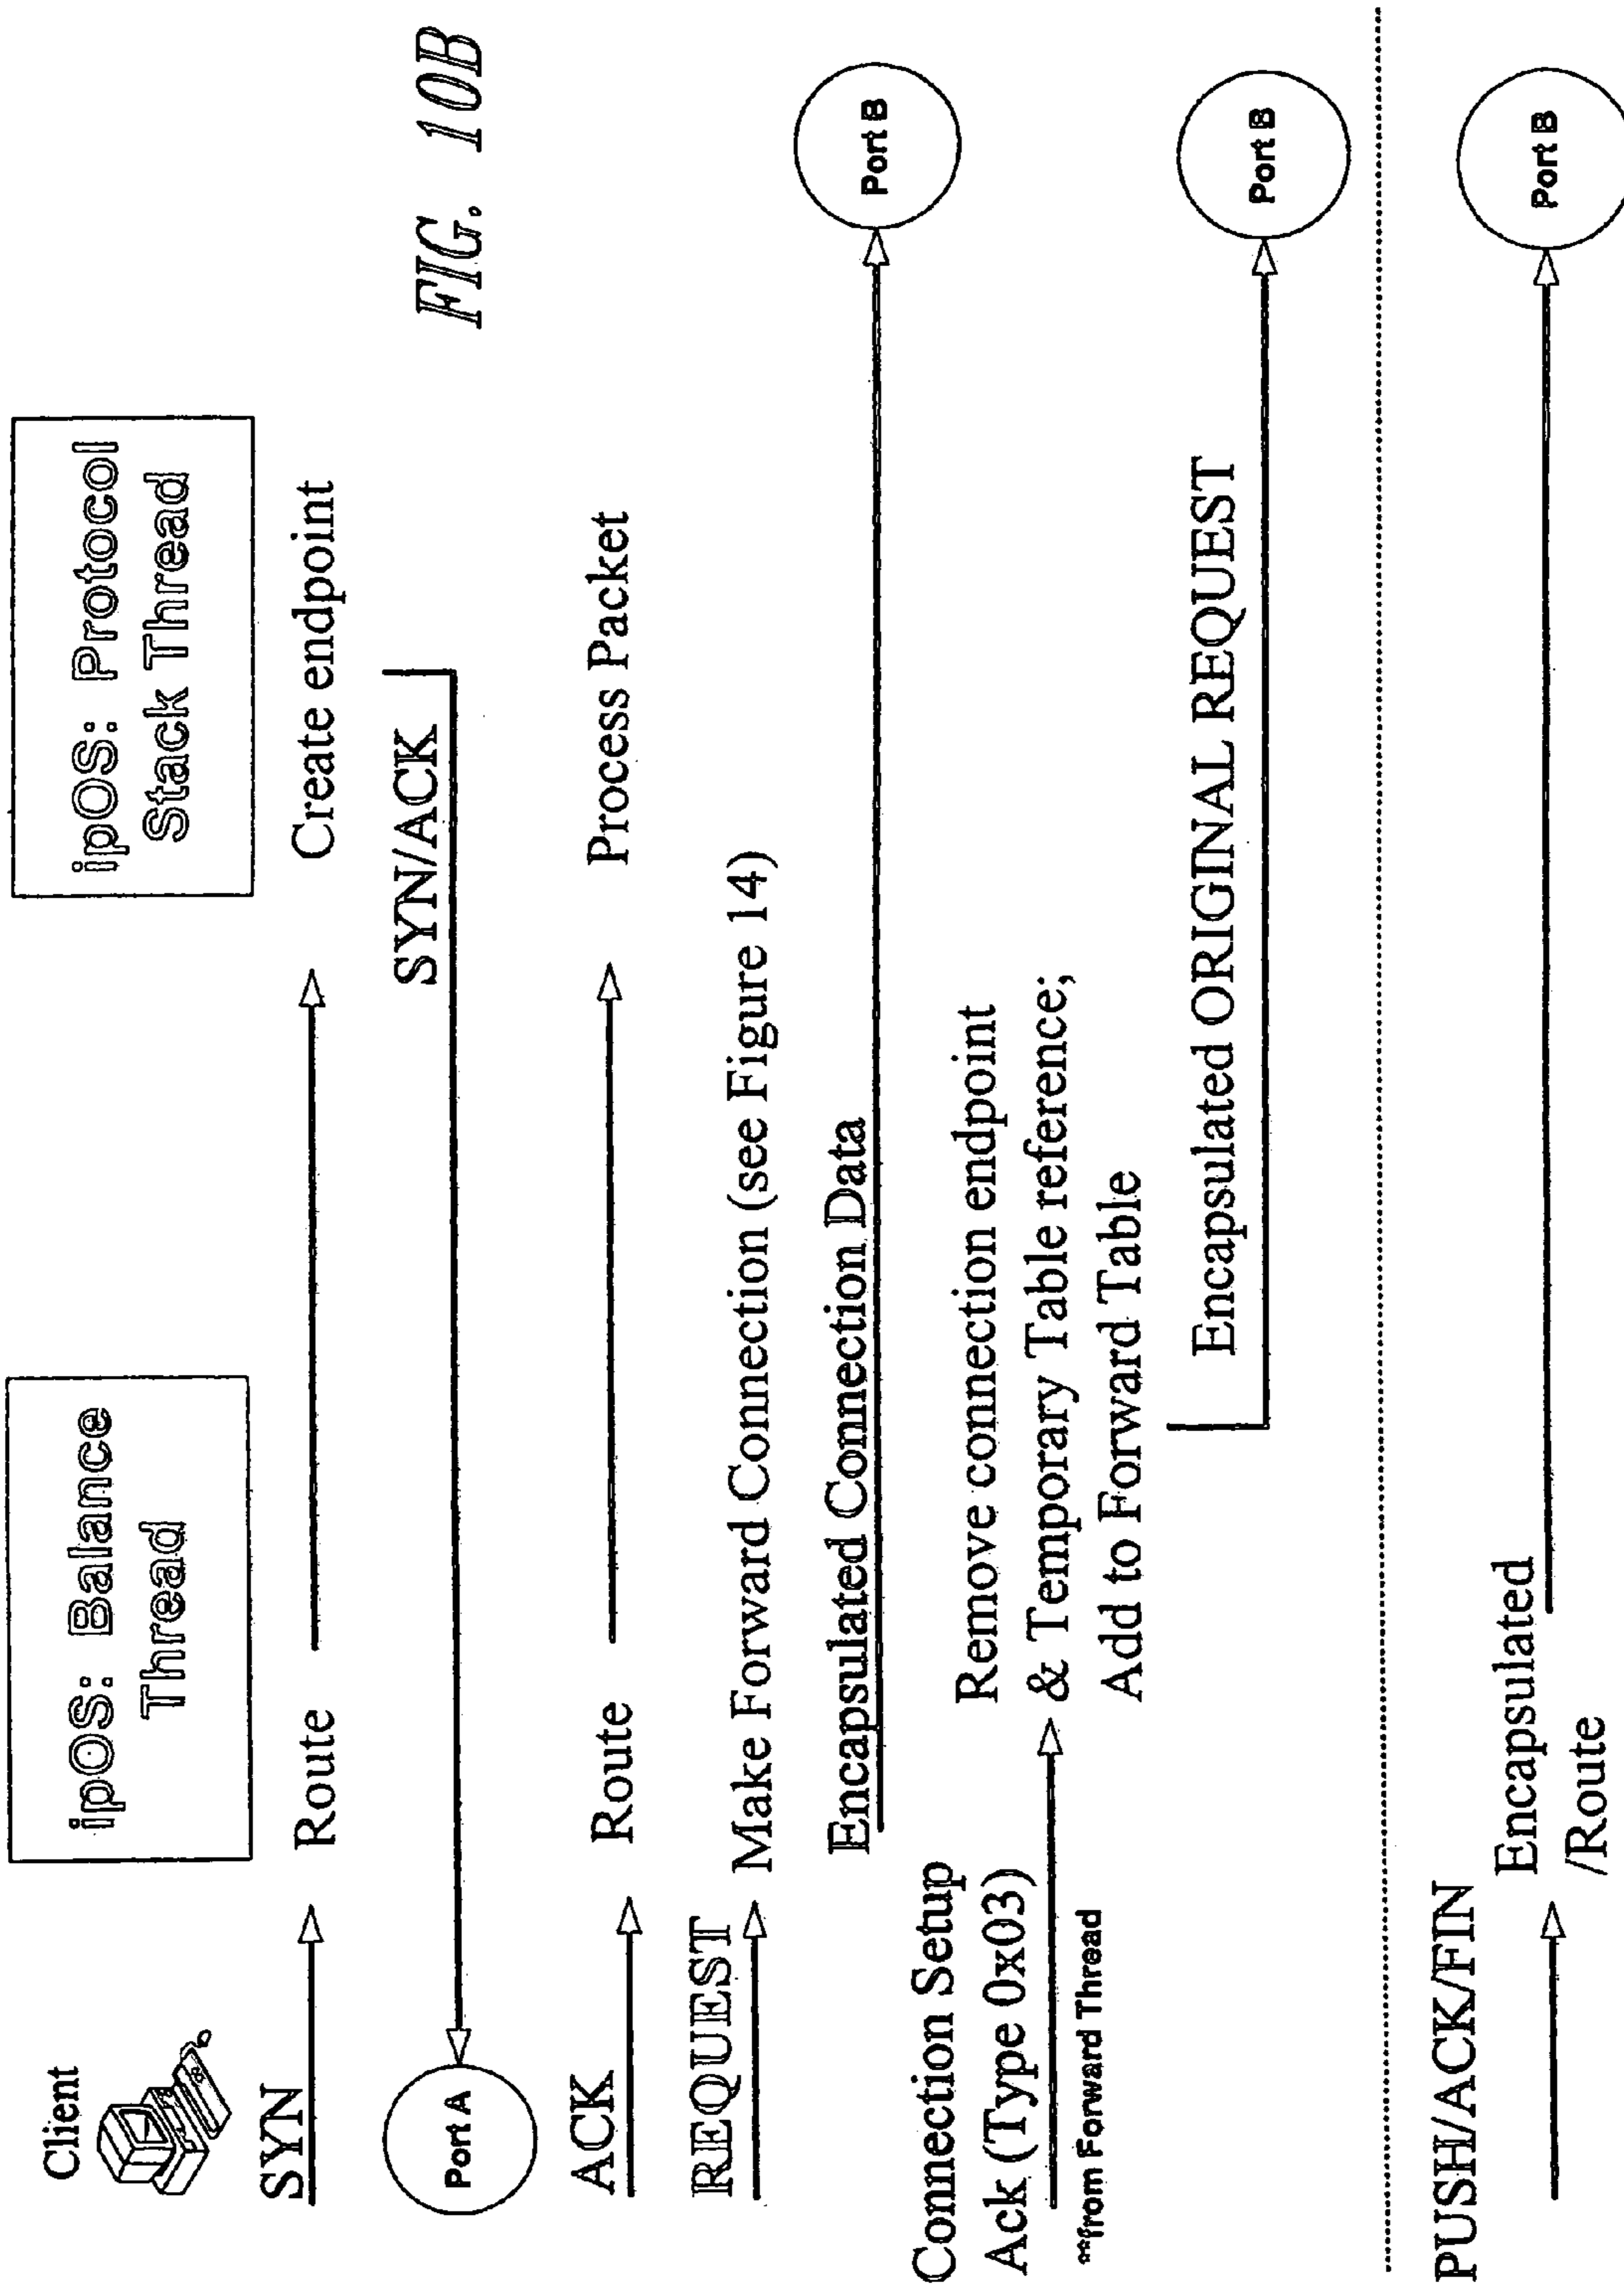 Client
ipOS: Balance
Thread
ipOS: Protocol
Stack Thread
SYN
Route
Create endpoint
FIG. 10B
Port A
SYN/ACK
ACK
Route
Process Packet
REQUEST
Make Forward Connection (see Figure 14)
Encapsulated Connection Data
Port B
Connection Setup
Ack (Type 0x03)
**from Forward Thread
Remove connection endpoint
& Temporary Table reference;
Add to Forward Table
Encapsulated ORIGINAL REQUEST
Port B
PUSH/ACK/FIN
Encapsulated
/Route
Port B